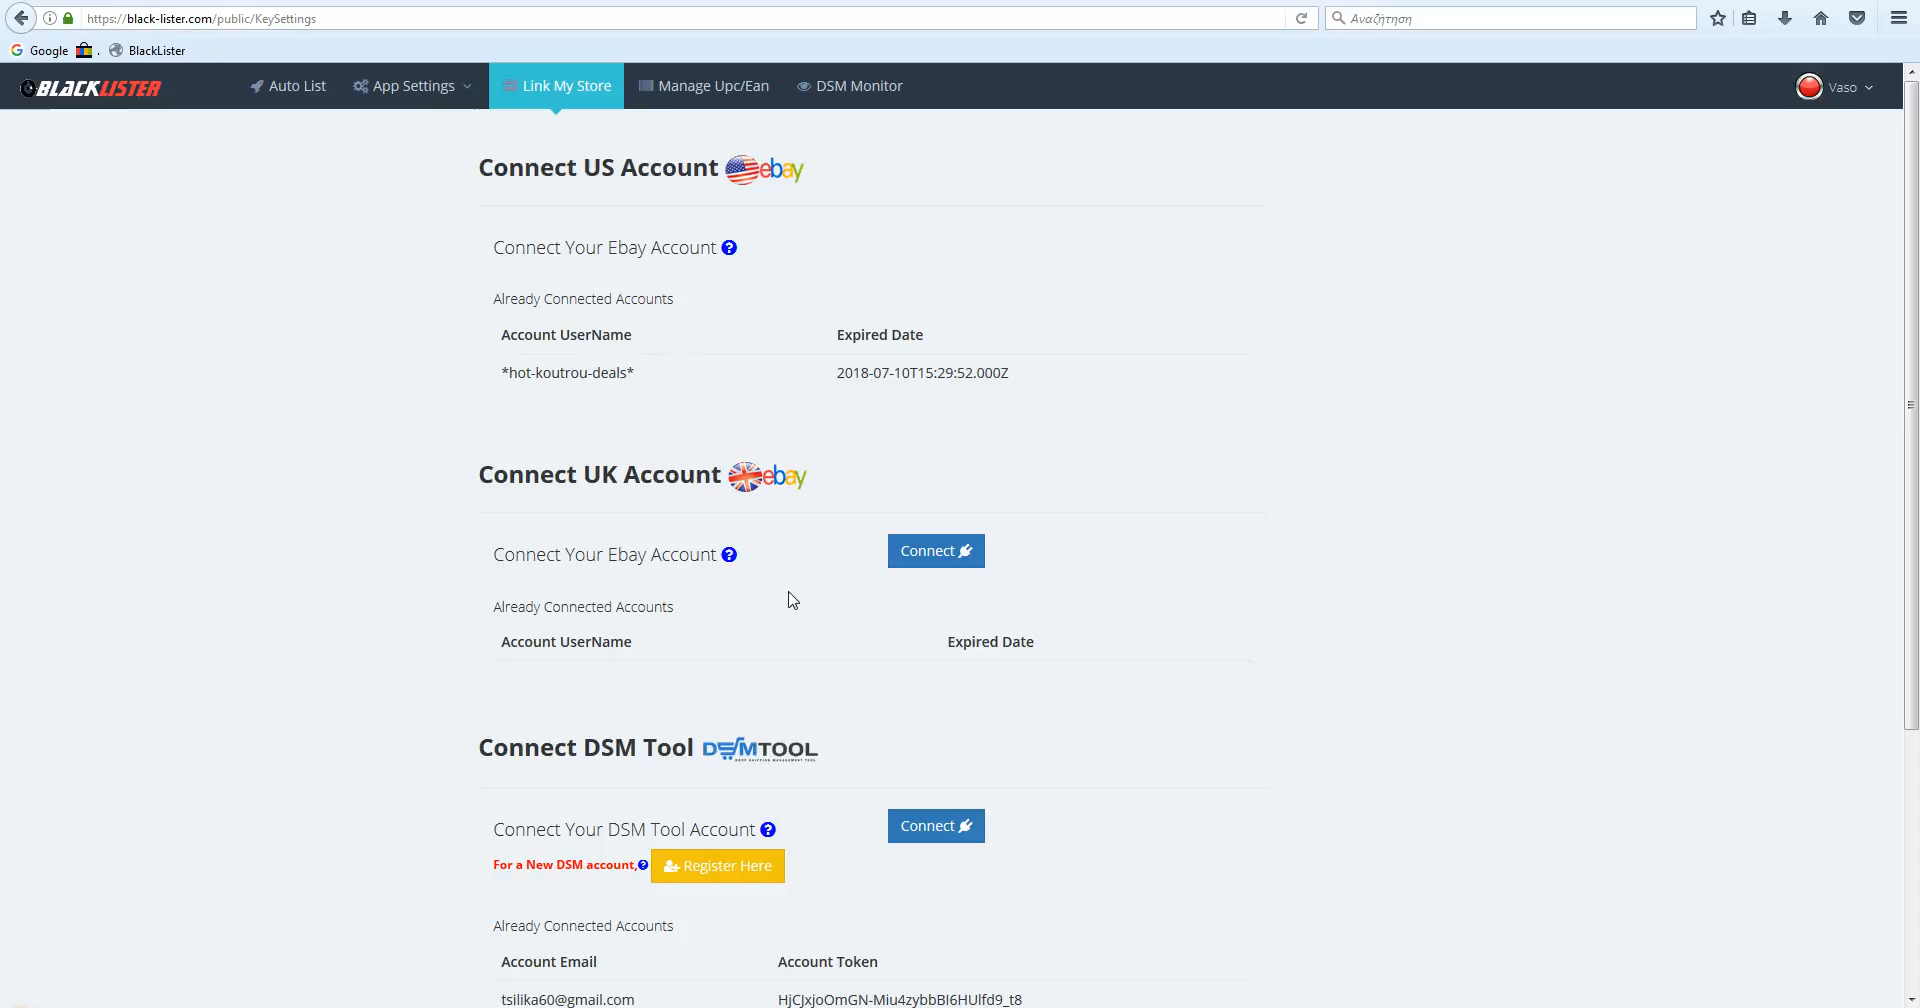 https://black-lister.com/public/KeySettings
Αναζήτηση
Google . BlackLister
BLACKLISTER Auto List App Settings Link My Store Manage Upc/Ean DSM Monitor Vaso
Connect US Account ebay
Connect Your Ebay Account ?
Already Connected Accounts
Account UserName Expired Date
*hot-koutrou-deals* 2018-07-10T15:29:52.000Z
Connect UK Account ebay
Connect Your Ebay Account ? Connect
Already Connected Accounts
Account UserName Expired Date
Connect DSM Tool DSMTOOL
DROP SHIPPING MANAGEMENT TOOL
Connect Your DSM Tool Account ? Connect
For a New DSM account, ? Register Here
Already Connected Accounts
Account Email Account Token
tsilika60@gmail.com HjCJxjoOmGN-Miu4zybbBI6HUlfd9_t8